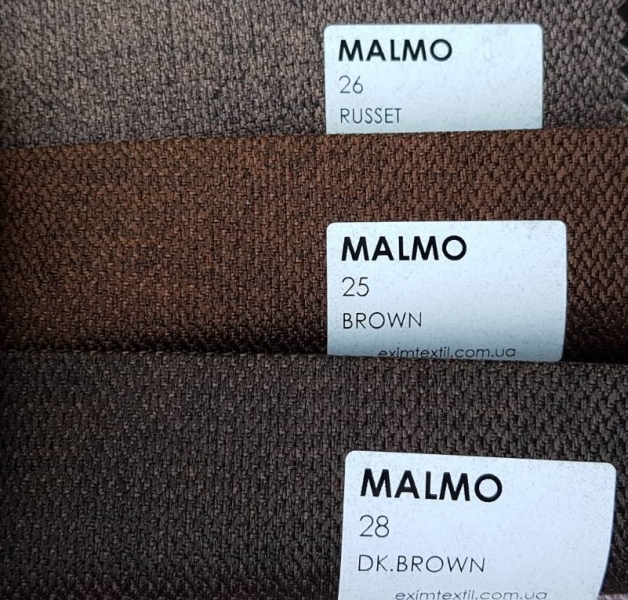 MALMO
26
RUSSET
MALMO
25
BROWN
eximtextil.com.ua
MALMO
28
DK.BROWN
eximtextil.com.ua